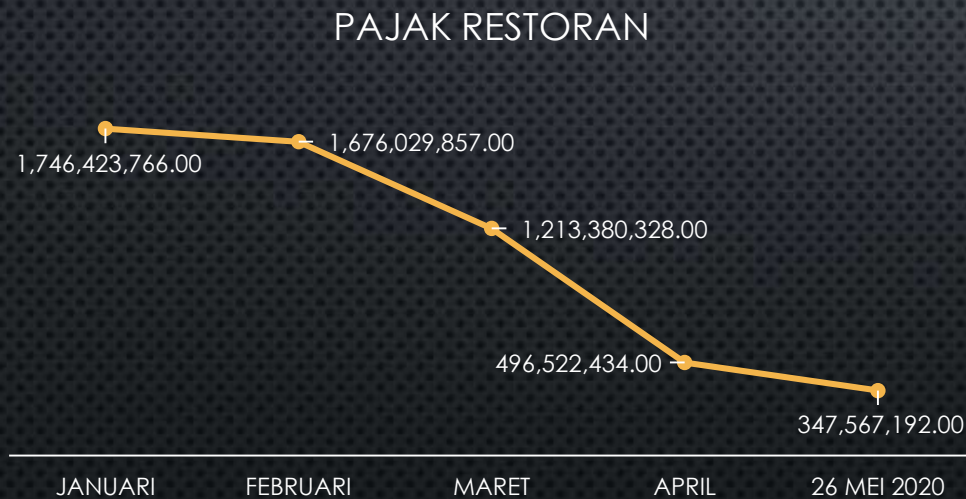 PAJAK RESTORAN
1,746,423,766.00
1,676,029,857.00
1,213,380,328.00
496,522,434.00
347,567,192.00
JANUARI
FEBRUARI
MARET
APRIL
26 MEI 2020